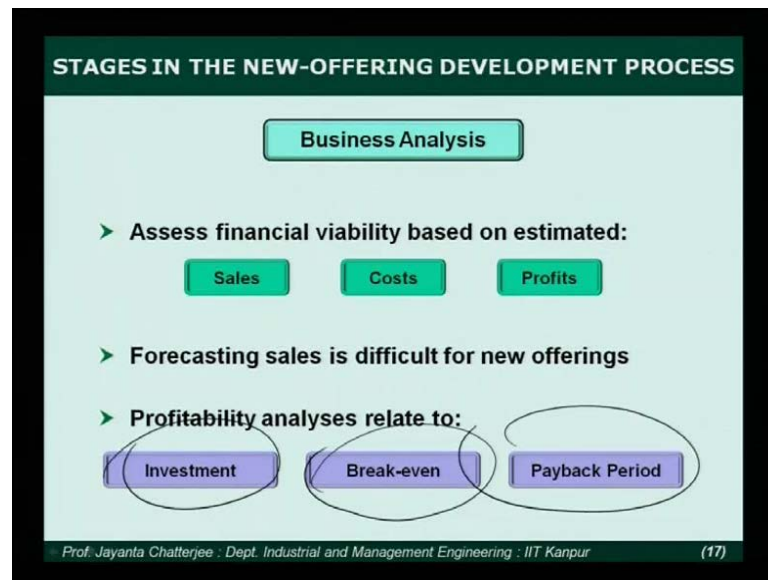 STAGES IN THE NEW-OFFERING DEVELOPMENT PROCESS
Business Analysis
➤ Assess financial viability based on estimated:
Sales Costs Profits
➤ Forecasting sales is difficult for new offerings
➤ Profitability analyses relate to:
Investment Break-even Payback Period
Prof. Jayanta Chatterjee : Dept. Industrial and Management Engineering : IIT Kanpur (17)